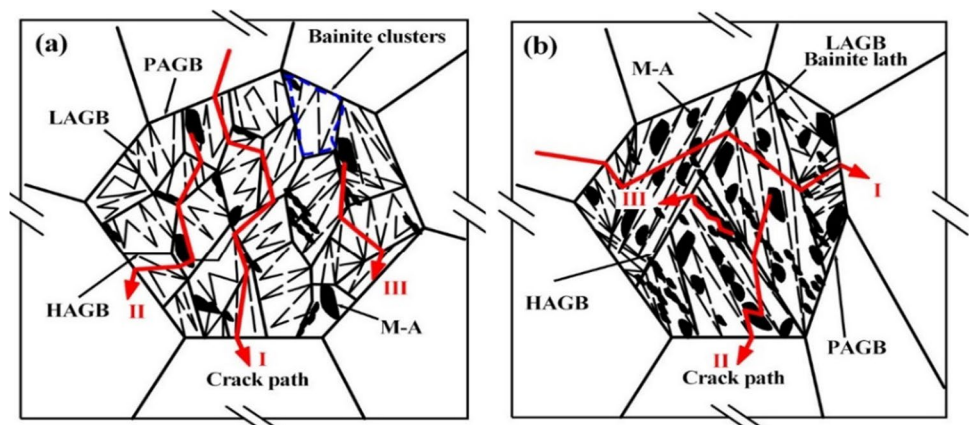 (a)
Bainite clusters
PAGB
LAGB
HAGB
II
I
III
M-A
Crack path
(b)
LAGB
Bainite lath
M-A
III
I
HAGB
PAGB
II
Crack path